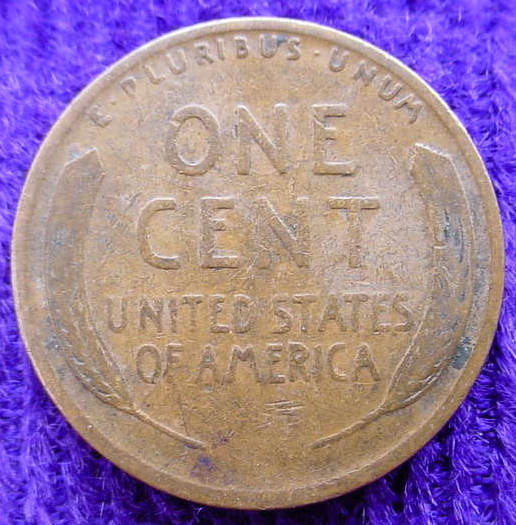 E·PLURIBUS·UNUM
ONE
CENT
UNITED STATES
OF AMERICA